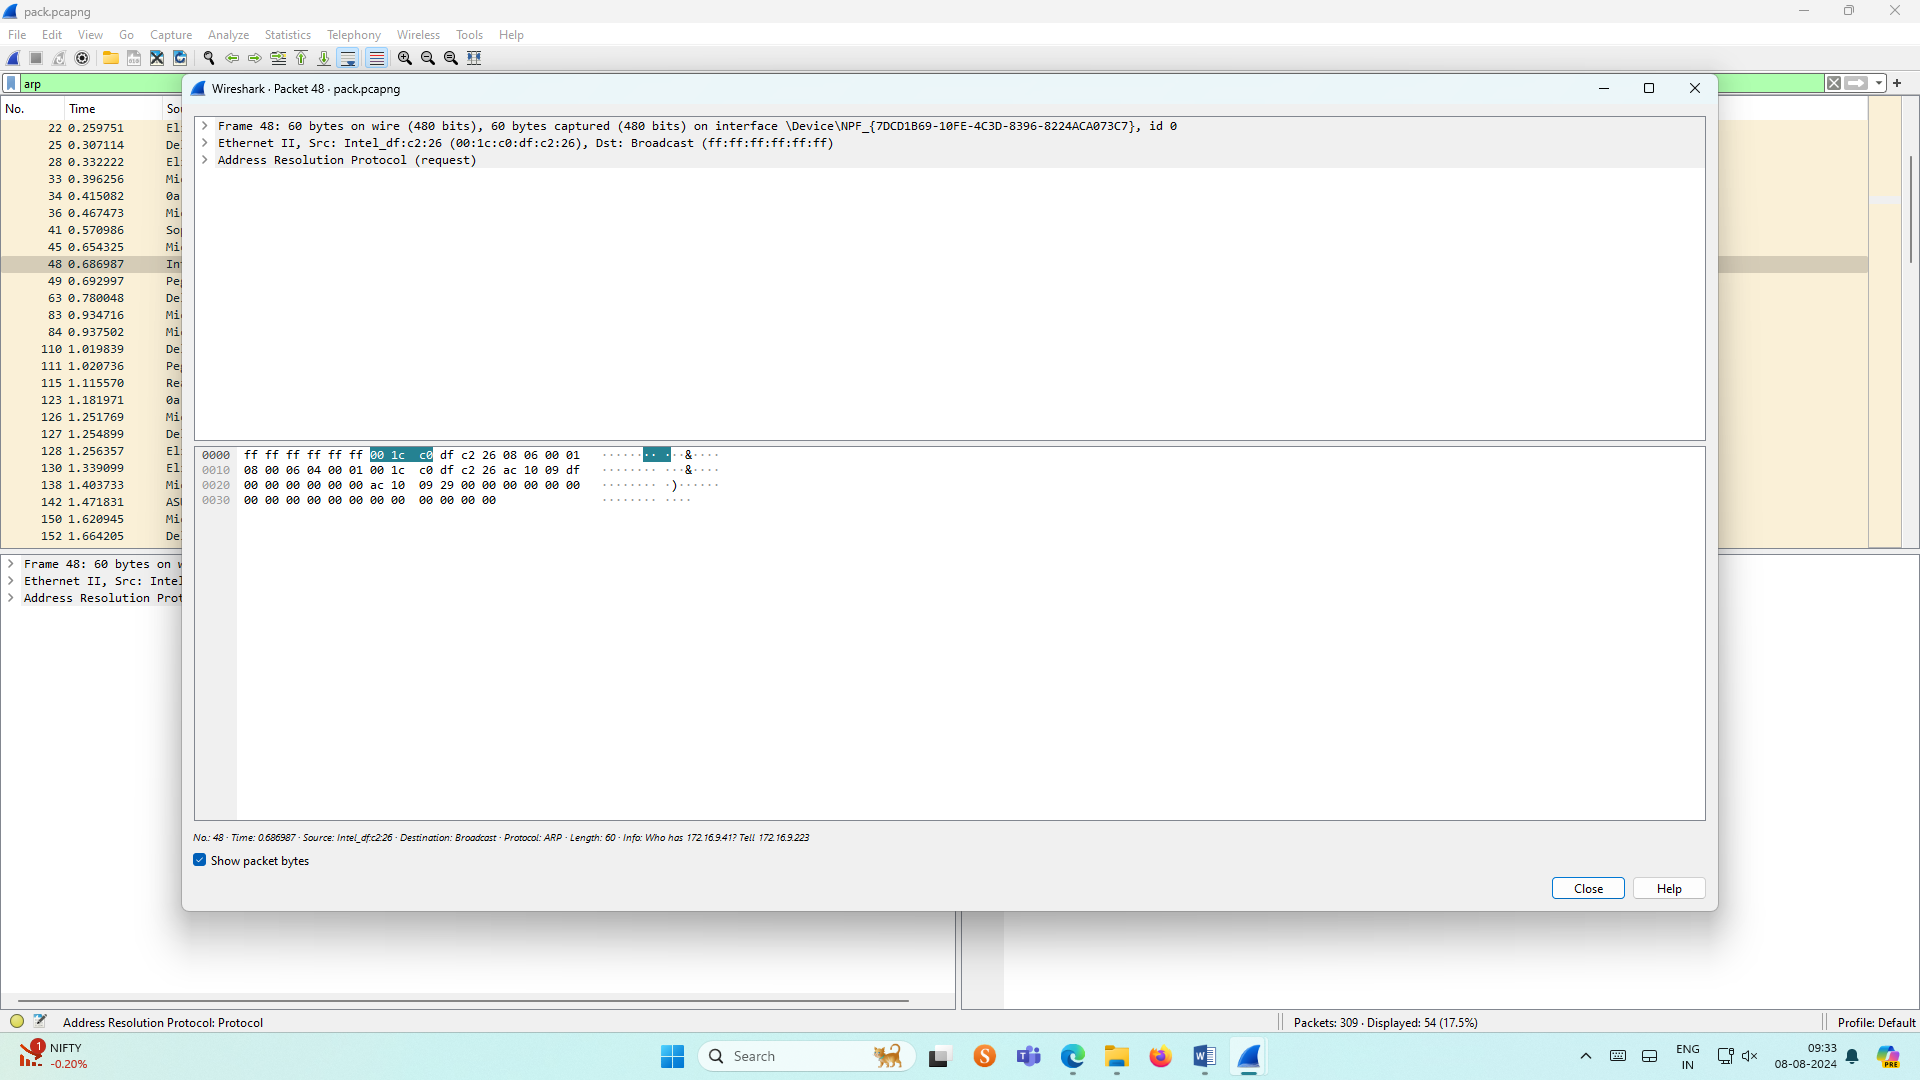 pack.pcapng
File Edit View Go Capture Analyze Statistics Telephony Wireless Tools Help
arp
Wireshark · Packet 48 · pack.pcapng
No. Time
22 0.259751
25 0.307114
28 0.332222
33 0.396256
34 0.415082
36 0.467473
41 0.570986
45 0.654325
48 0.686987
49 0.692997
63 0.780048
83 0.934716
84 0.937502
110 1.019839
111 1.020736
115 1.115570
123 1.181971
126 1.251769
127 1.254899
128 1.256357
130 1.339099
138 1.403733
142 1.471831
150 1.620945
152 1.664205
Frame 48: 60 bytes on wire (480 bits), 60 bytes captured (480 bits) on interface \Device\NPF_{7DCD1B69-10FE-4C3D-8396-8224ACA073C7}, id 0
Ethernet II, Src: Intel_df:c2:26 (00:1c:c0:df:c2:26), Dst: Broadcast (ff:ff:ff:ff:ff:ff)
Address Resolution Protocol (request)
0000 ff ff ff ff ff ff 00 1c c0 df c2 26 08 06 00 01 ········ ···&····
0010 08 00 06 04 00 01 00 1c c0 df c2 26 ac 10 09 df ········ ···&····
0020 00 00 00 00 00 00 ac 10 09 29 00 00 00 00 00 00 ········ ·)······
0030 00 00 00 00 00 00 00 00 00 00 00 00 ········ ····
No.: 48 · Time: 0.686987 · Source: Intel_df:c2:26 · Destination: Broadcast · Protocol: ARP · Length: 60 · Info: Who has 172.16.9.41? Tell 172.16.9.223
Show packet bytes
Close Help
Frame 48: 60 bytes on
Ethernet II, Src: Intel
Address Resolution
Address Resolution Protocol: Protocol
Packets: 309 · Displayed: 54 (17.5%)
Profile: Default
1
NIFTY
-0.20%
Search
ENG
IN
09:33
08-08-2024
PRE